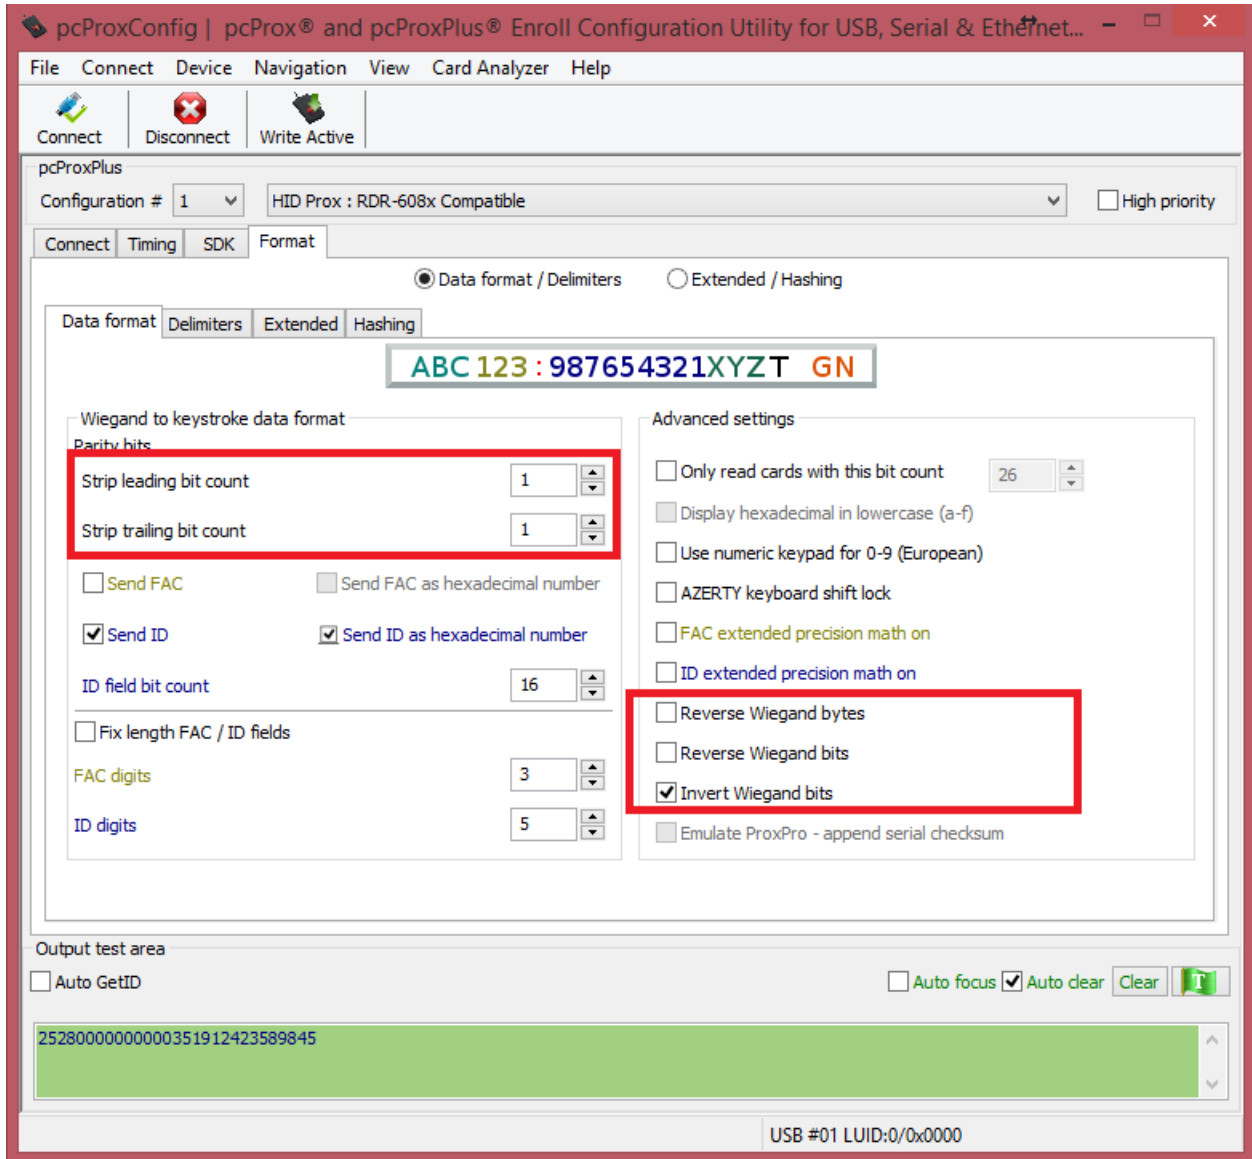 pcProxConfig | pcProx® and pcProxPlus® Enroll Configuration Utility for USB, Serial & Ethernet...
File Connect Device Navigation View Card Analyzer Help
Connect Disconnect Write Active
pcProxPlus
Configuration # 1 HID Prox : RDR-608x Compatible High priority
Connect Timing SDK Format
Data format / Delimiters Extended / Hashing
Data format Delimiters Extended Hashing
ABC 123 : 987654321XYZT GN
Wiegand to keystroke data format
Parity bits
Strip leading bit count 1
Strip trailing bit count 1
Send FAC Send FAC as hexadecimal number
Send ID Send ID as hexadecimal number
ID field bit count 16
Fix length FAC / ID fields
FAC digits 3
ID digits 5
Advanced settings
Only read cards with this bit count 26
Display hexadecimal in lowercase (a-f)
Use numeric keypad for 0-9 (European)
AZERTY keyboard shift lock
FAC extended precision math on
ID extended precision math on
Reverse Wiegand bytes
Reverse Wiegand bits
Invert Wiegand bits
Emulate ProxPro - append serial checksum
Output test area
Auto GetID Auto focus Auto clear Clear T
2528000000000351912423589845
USB #01 LUID:0/0x0000